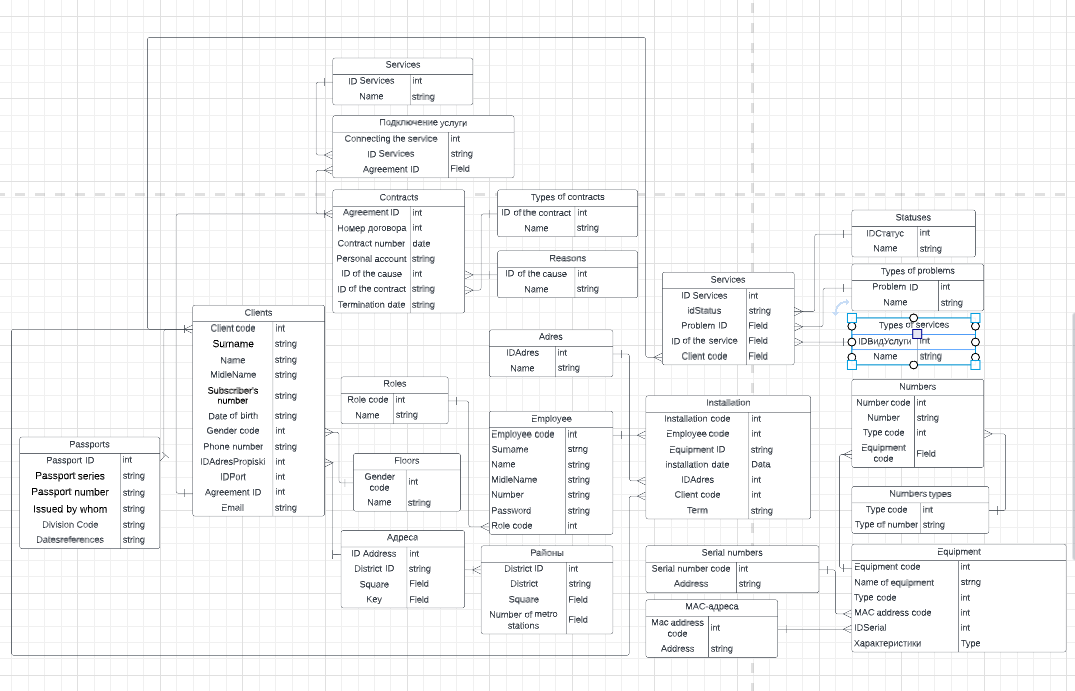 Services
ID Services int
Name string
Подключение услуги
Connecting the service int
ID Services string
Agreement ID Field
Contracts
Agreement ID int
Номер договора int
Contract number date
Personal account string
ID of the cause int
ID of the contract string
Termination date string
Types of contracts
ID of the contract int
Name string
Reasons
ID of the cause int
Name string
Clients
Client code int
Surname string
Name string
MidleName string
Subscriber's
number string
Date of birth string
Gender code int
Phone number string
IDAdresPropiski int
IDPort int
Agreement ID int
Email string
Passports
Passport ID int
Passport series string
Passport number string
Issued by whom string
Division Code string
Datesreferences string
Roles
Role code int
Name string
Floors
Gender
code int
Name string
Адреса
ID Address int
District ID string
Square Field
Key Field
Adres
IDAdres int
Name string
Employee
Employee code int
Surname strng
Name string
MidleName string
Number string
Password string
Role code int
Районы
District ID int
District string
Square Field
Number of metro
stations Field
Services
ID Services int
idStatus string
Problem ID Field
ID of the service Field
Client code Field
Installation
Installation code int
Employee code int
Equipment ID string
installation date Data
IDAdres int
Client code int
Term string
Serial numbers
Serial number code int
Address string
MAC-адреса
Mac address
code int
Address string
Statuses
IDСтатус int
Name string
Types of problems
Problem ID int
Name string
Types of services
IDВидУслуги int
Name string
Numbers
Number code int
Number string
Type code int
Equipment
code Field
Numbers types
Type code int
Type of number string
Equipment
Equipment code int
Name of equipment strng
Type code int
MAC address code int
IDSerial int
Характеристики Type